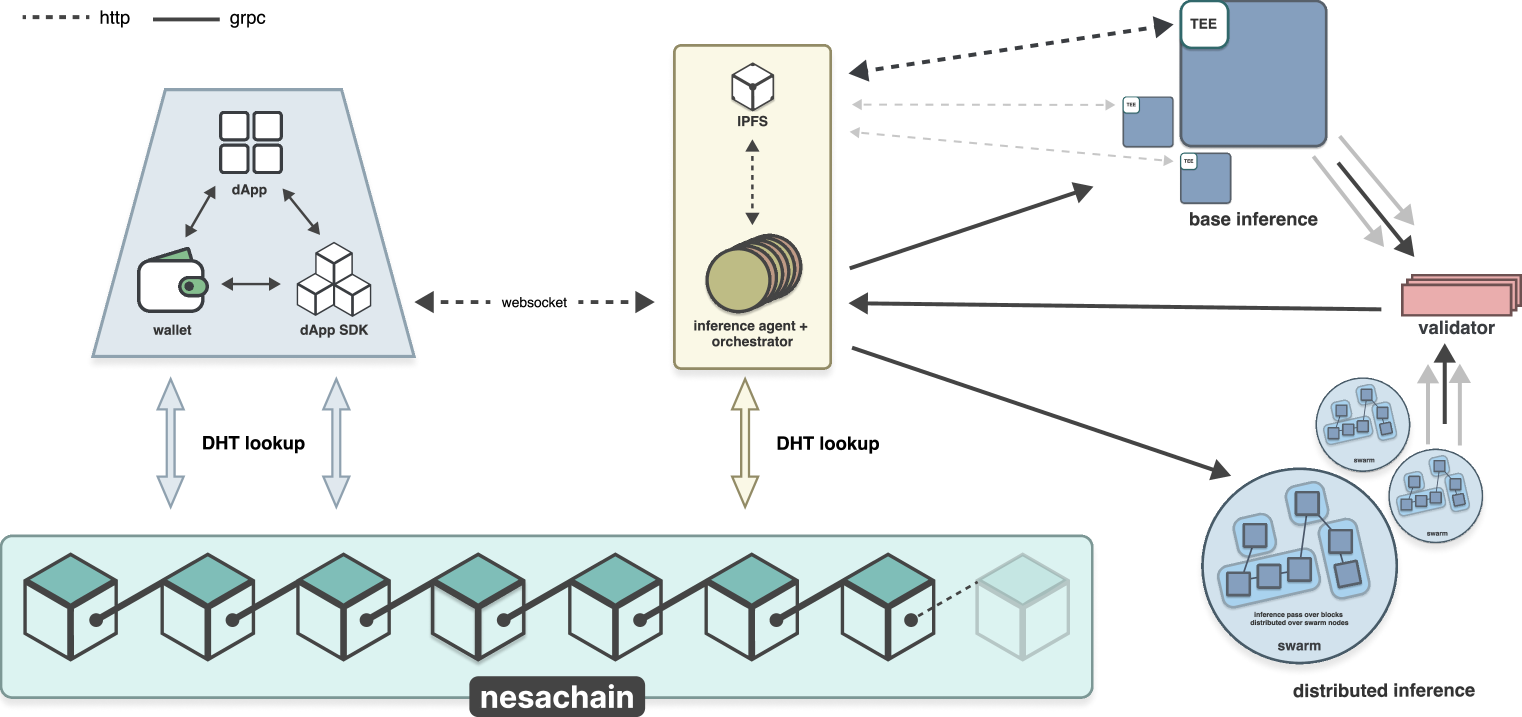 http
grpc
dApp
wallet
dApp SDK
websocket
IPFS
inference agent +
orchestrator
TEE
TEE
TEE
base inference
validator
DHT lookup
DHT lookup
swarm
swarm
inference pass over blocks
distributed over swarm nodes
swarm
distributed inference
nesachain